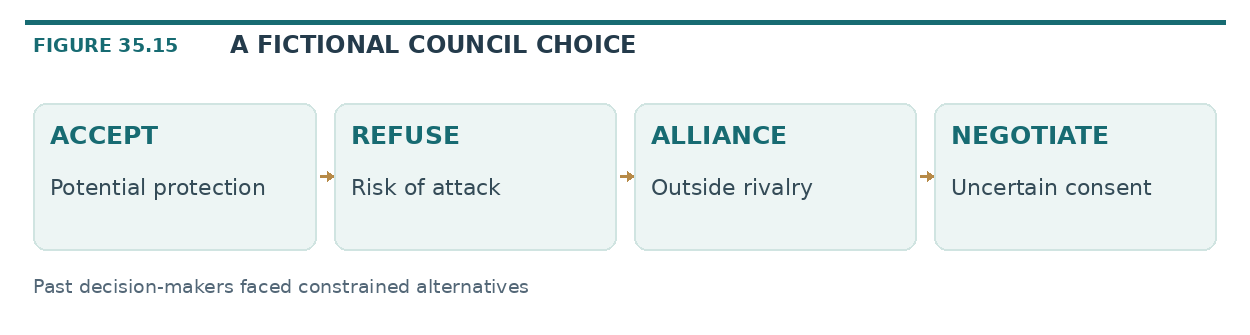 FIGURE 35.15 A FICTIONAL COUNCIL CHOICE
ACCEPT
Potential protection
REFUSE
Risk of attack
ALLIANCE
Outside rivalry
NEGOTIATE
Uncertain consent
Past decision-makers faced constrained alternatives